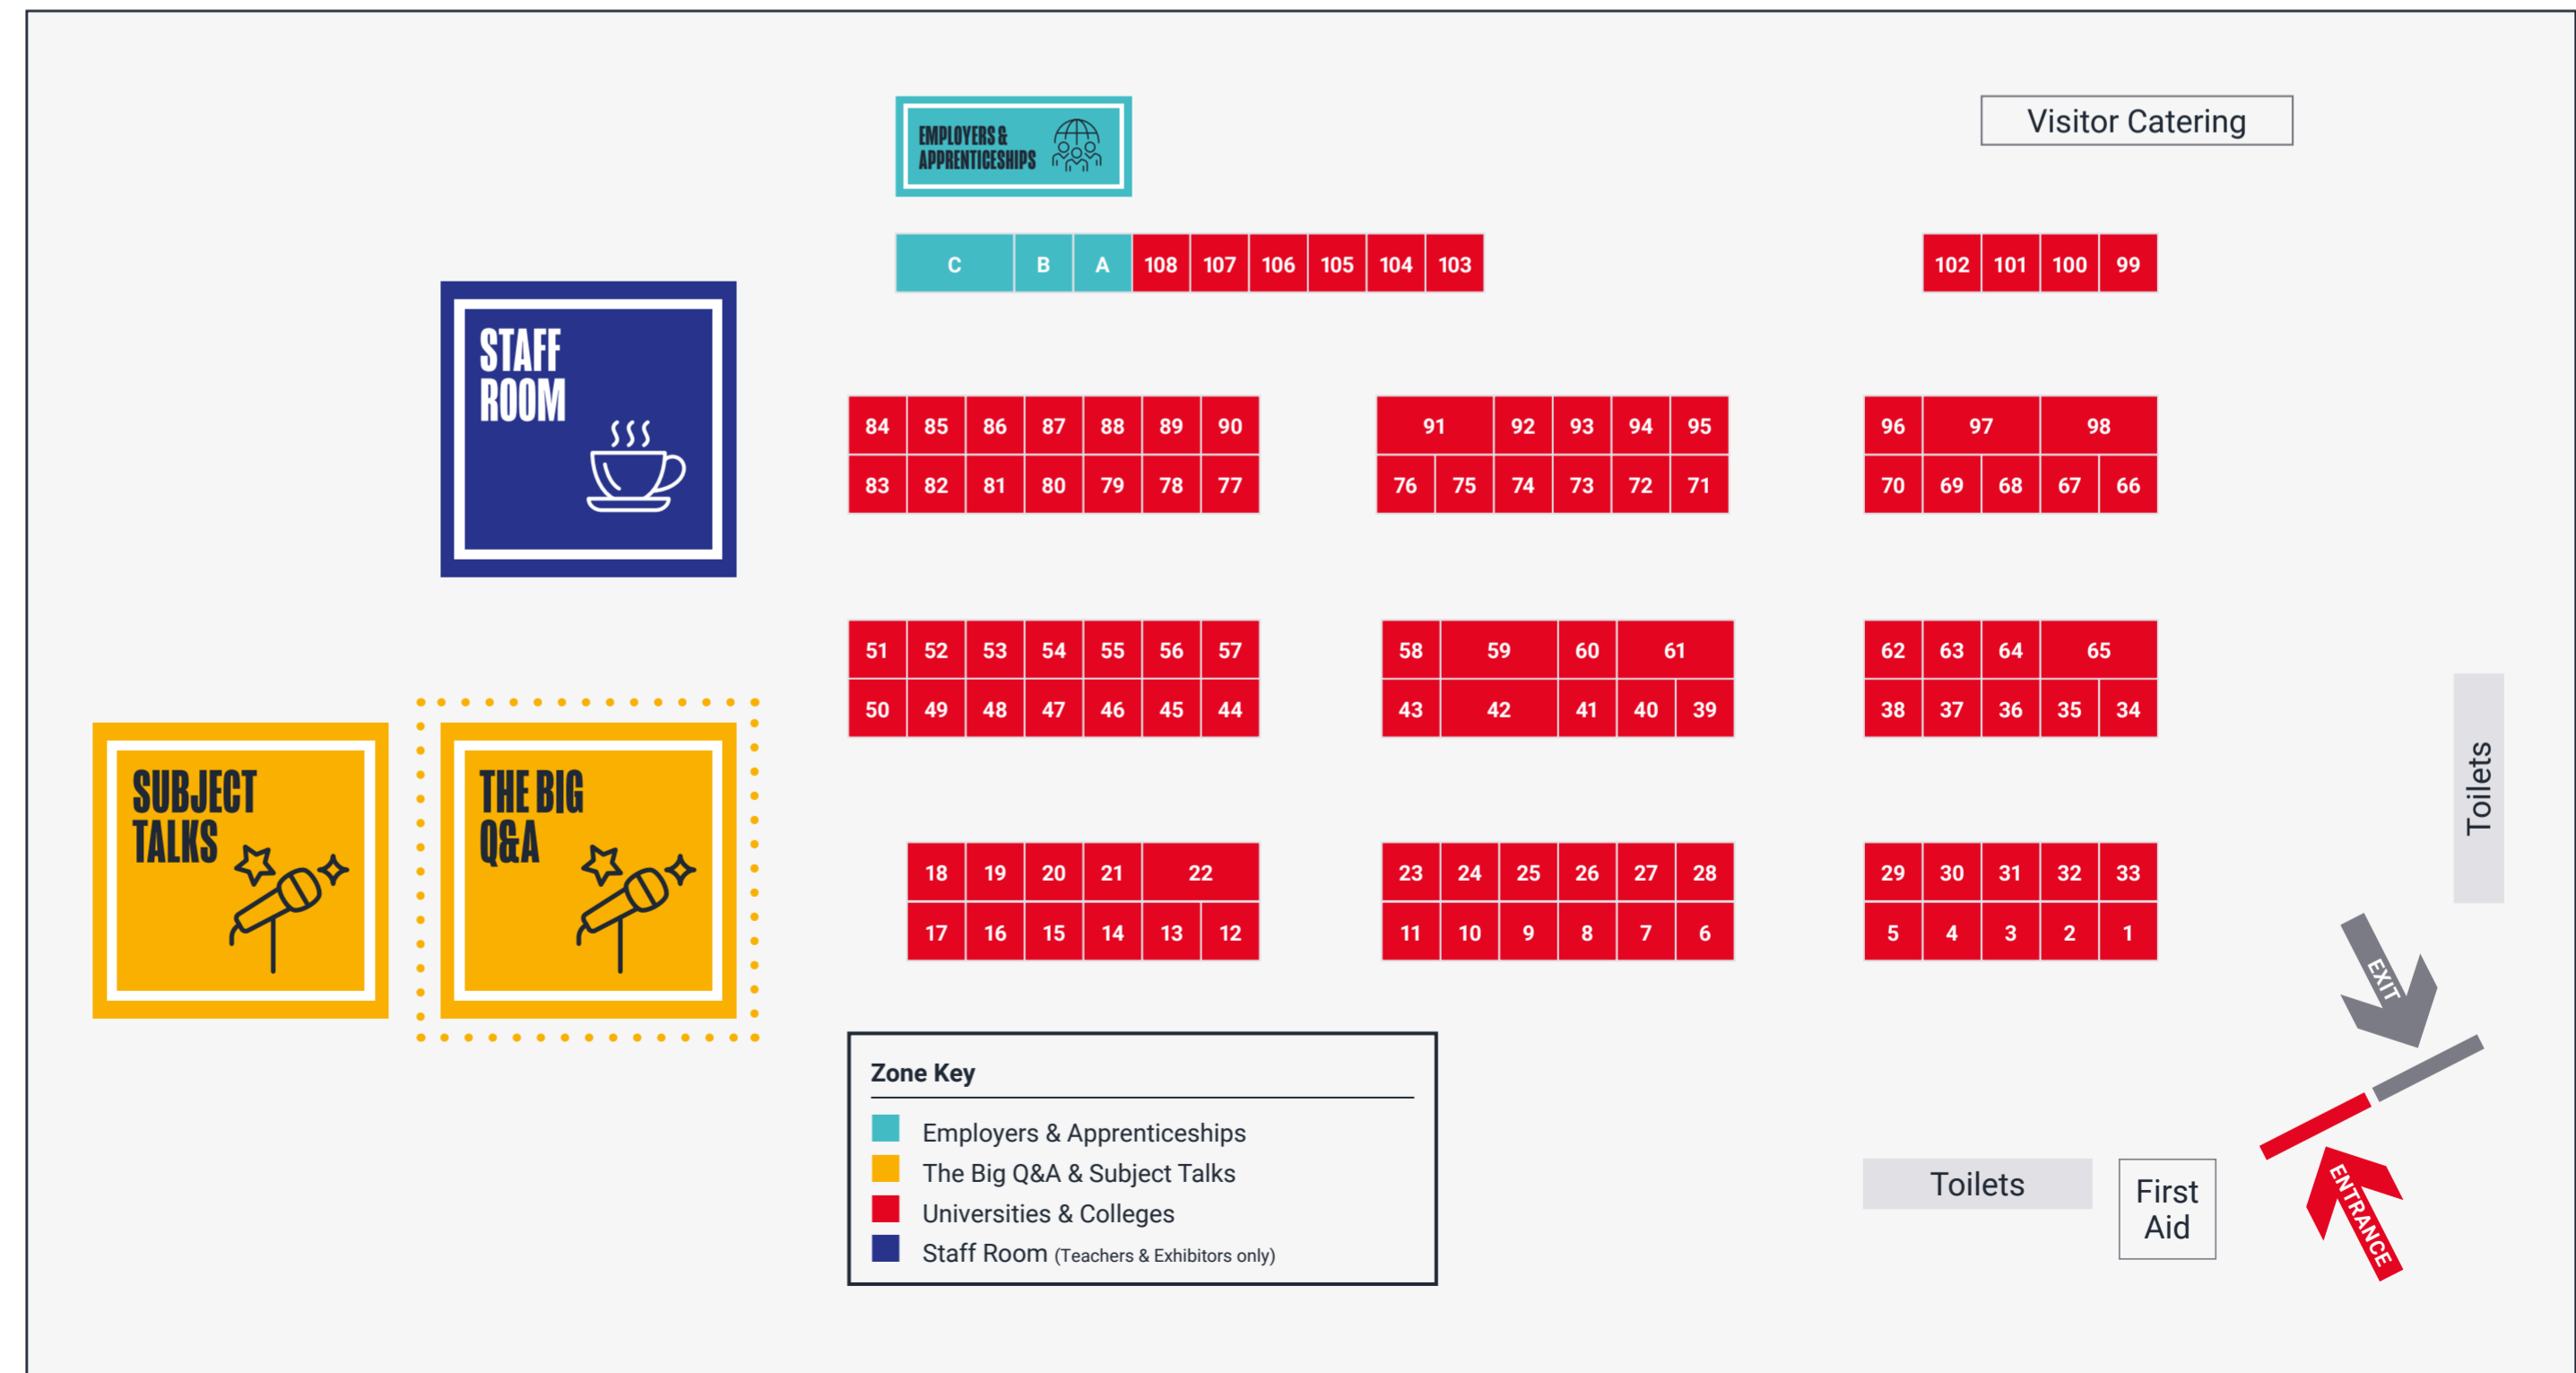 EMPLOYERS &
APPRENTICESHIPS
Visitor Catering
C B A 108 107 106 105 104 103
102 101 100 99
STAFF
ROOM
84 85 86 87 88 89 90
83 82 81 80 79 78 77
91 92 93 94 95
76 75 74 73 72 71
96 97 98
70 69 68 67 66
51 52 53 54 55 56 57
50 49 48 47 46 45 44
58 59 60 61
43 42 41 40 39
62 63 64 65
38 37 36 35 34
Toilets
SUBJECT
TALKS
THE BIG
Q&A
18 19 20 21 22
17 16 15 14 13 12
23 24 25 26 27 28
11 10 9 8 7 6
29 30 31 32 33
5 4 3 2 1
EXIT
Zone Key
Employers & Apprenticeships
The Big Q&A & Subject Talks
Universities & Colleges
Staff Room (Teachers & Exhibitors only)
Toilets
First
Aid
ENTRANCE